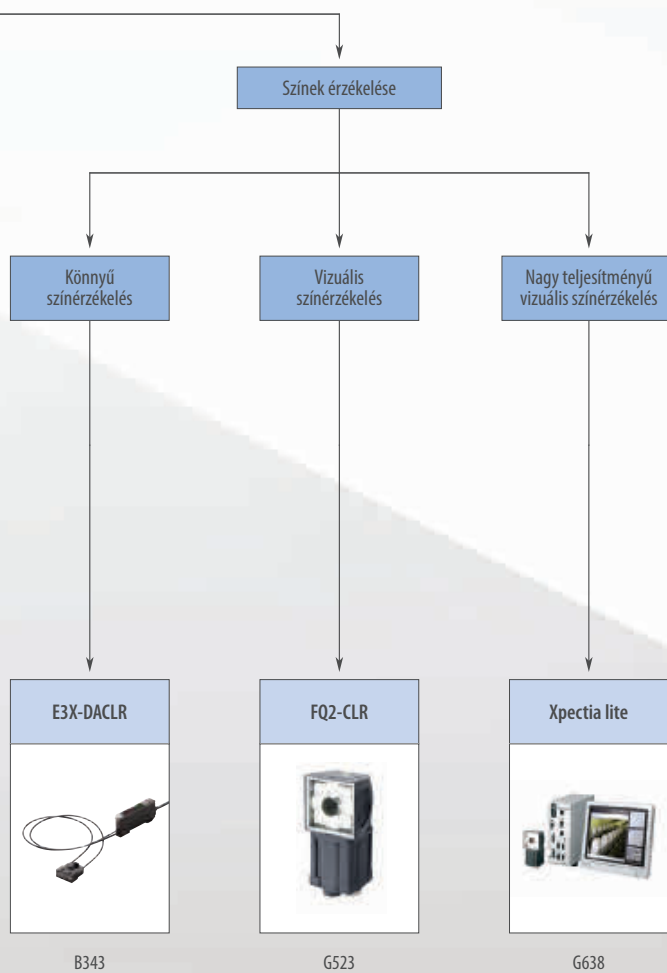 Színek érzékelése
Könnyű
színérzékelés
Vizuális
színérzékelés
Nagy teljesítményű
vizuális színérzékelés
E3X-DACLR
FQ2-CLR
Xpectia lite
B343
G523
G638